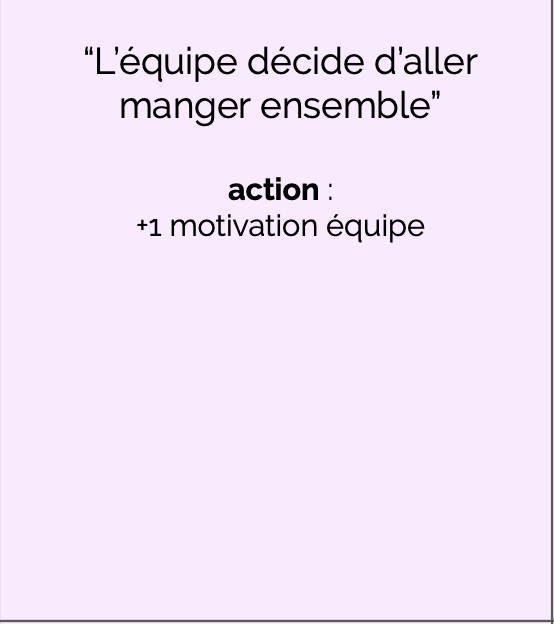 “L’équipe décide d’aller
manger ensemble”
action :
+1 motivation équipe